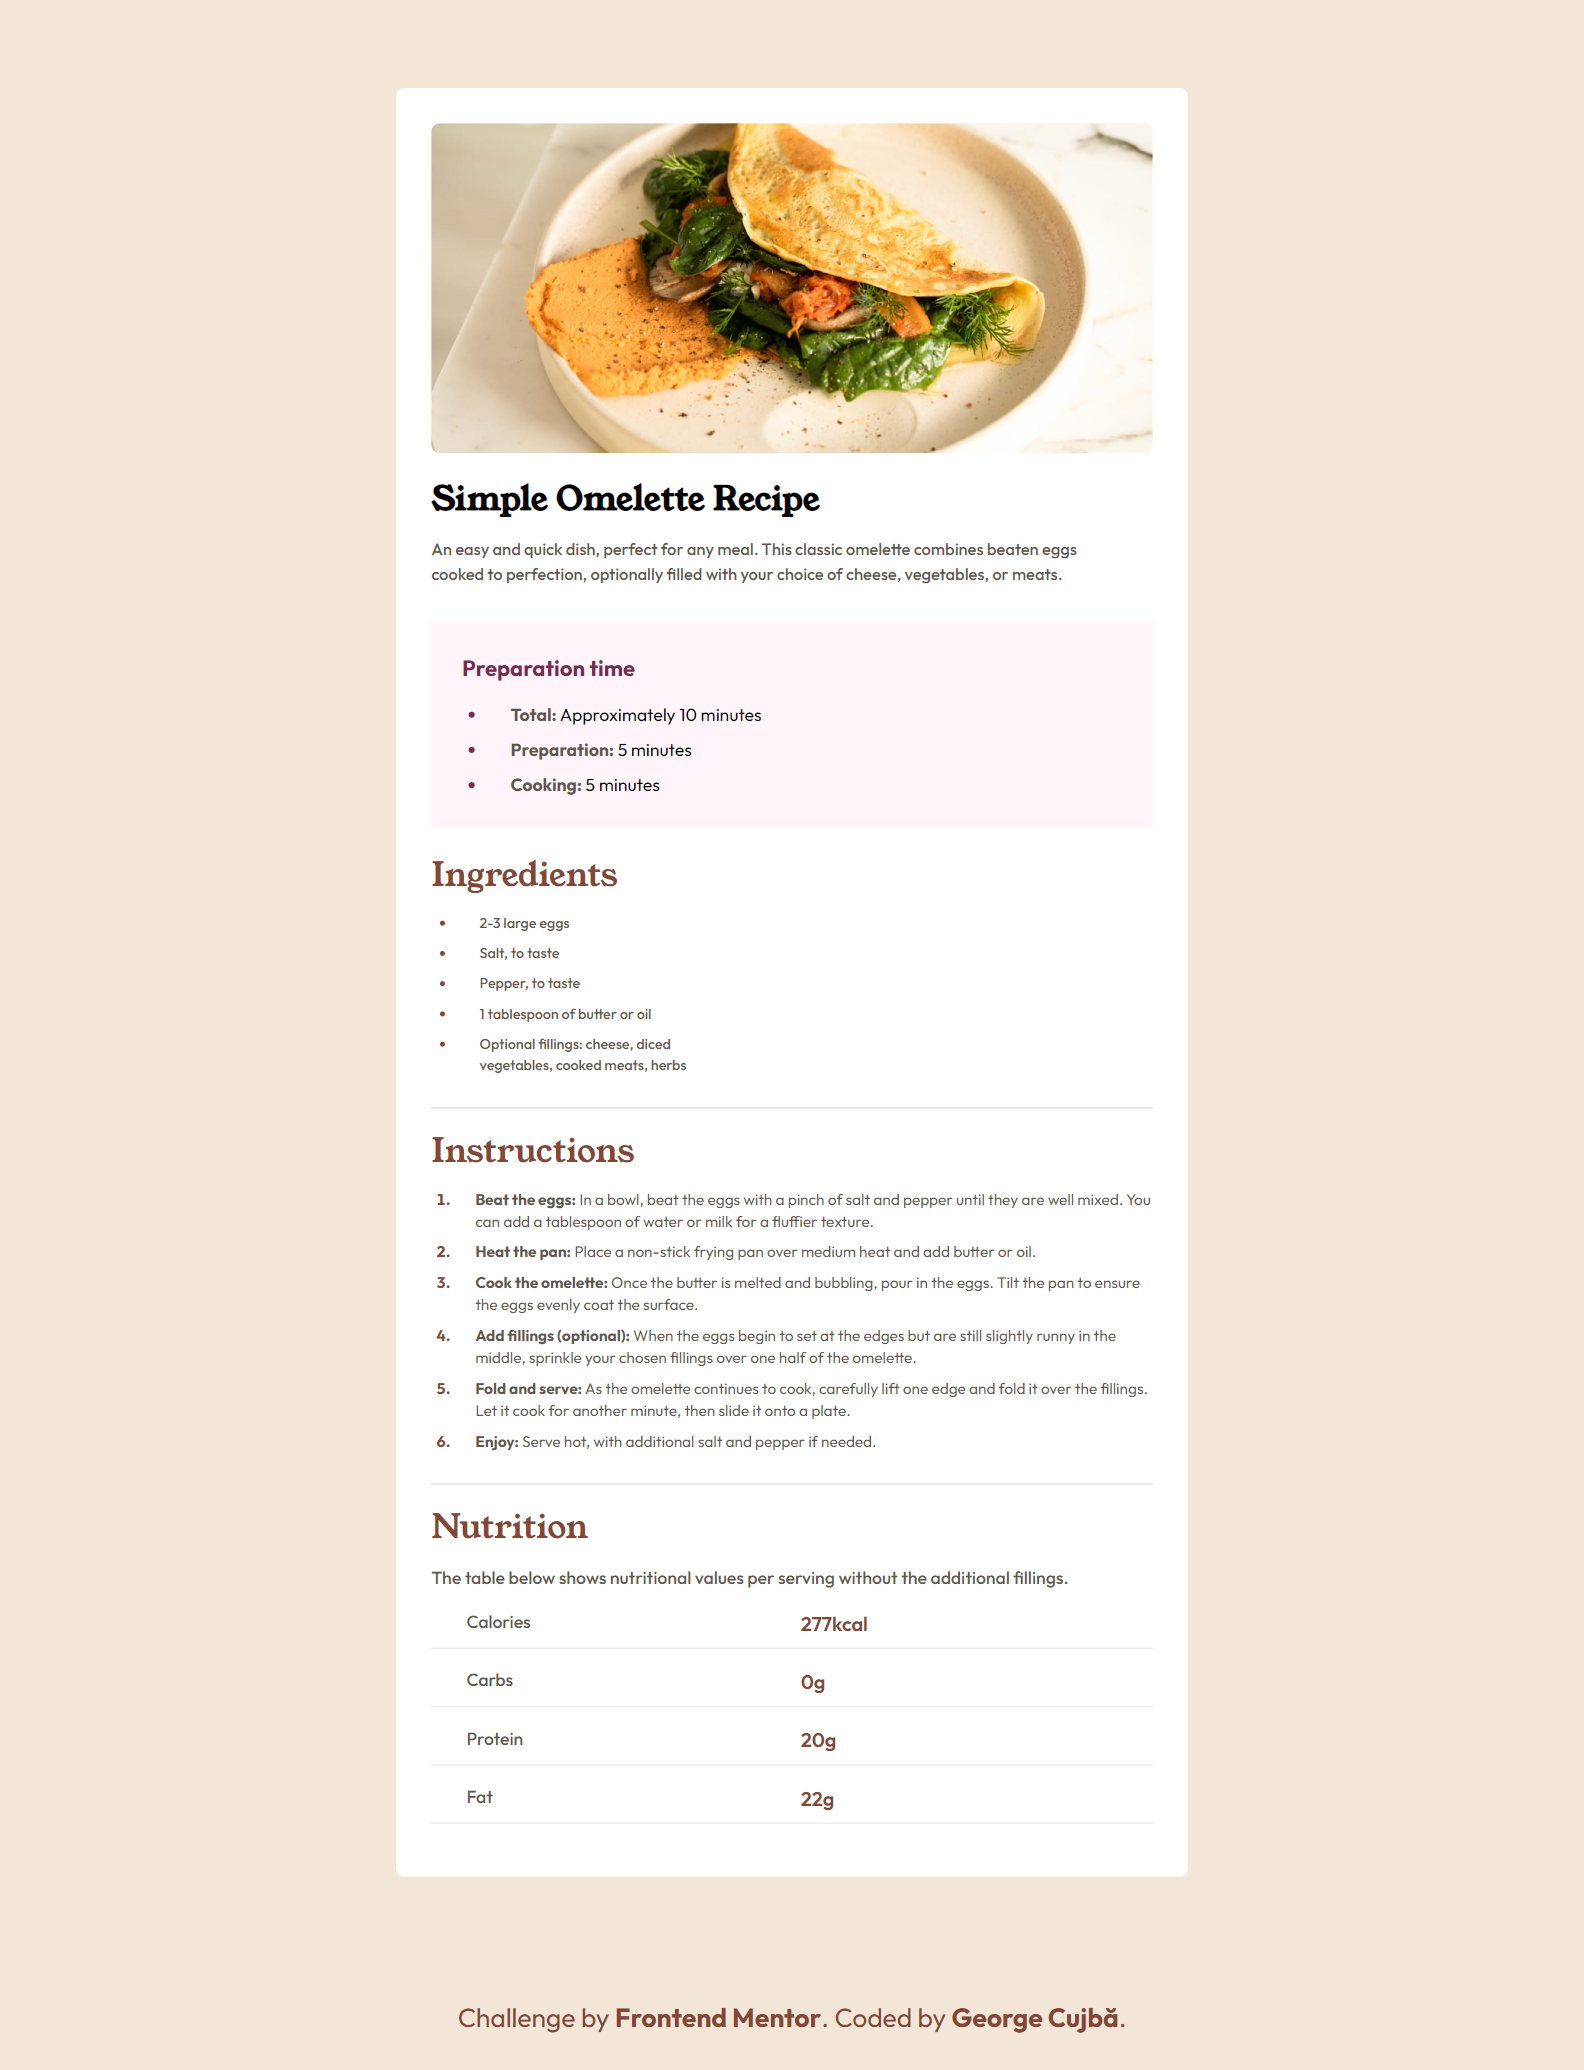 Simple Omelette Recipe
An easy and quick dish, perfect for any meal. This classic omelette combines beaten eggs
cooked to perfection, optionally filled with your choice of cheese, vegetables, or meats.
Preparation time
• Total: Approximately 10 minutes
• Preparation: 5 minutes
• Cooking: 5 minutes
Ingredients
• 2-3 large eggs
• Salt, to taste
• Pepper, to taste
• 1 tablespoon of butter or oil
• Optional fillings: cheese, diced
vegetables, cooked meats, herbs
Instructions
1. Beat the eggs: In a bowl, beat the eggs with a pinch of salt and pepper until they are well mixed. You
can add a tablespoon of water or milk for a fluffier texture.
2. Heat the pan: Place a non-stick frying pan over medium heat and add butter or oil.
3. Cook the omelette: Once the butter is melted and bubbling, pour in the eggs. Tilt the pan to ensure
the eggs evenly coat the surface.
4. Add fillings (optional): When the eggs begin to set at the edges but are still slightly runny in the
middle, sprinkle your chosen fillings over one half of the omelette.
5. Fold and serve: As the omelette continues to cook, carefully lift one edge and fold it over the fillings.
Let it cook for another minute, then slide it onto a plate.
6. Enjoy: Serve hot, with additional salt and pepper if needed.
Nutrition
The table below shows nutritional values per serving without the additional fillings.
Calories 277kcal
Carbs 0g
Protein 20g
Fat 22g
Challenge by Frontend Mentor. Coded by George Cujbă.